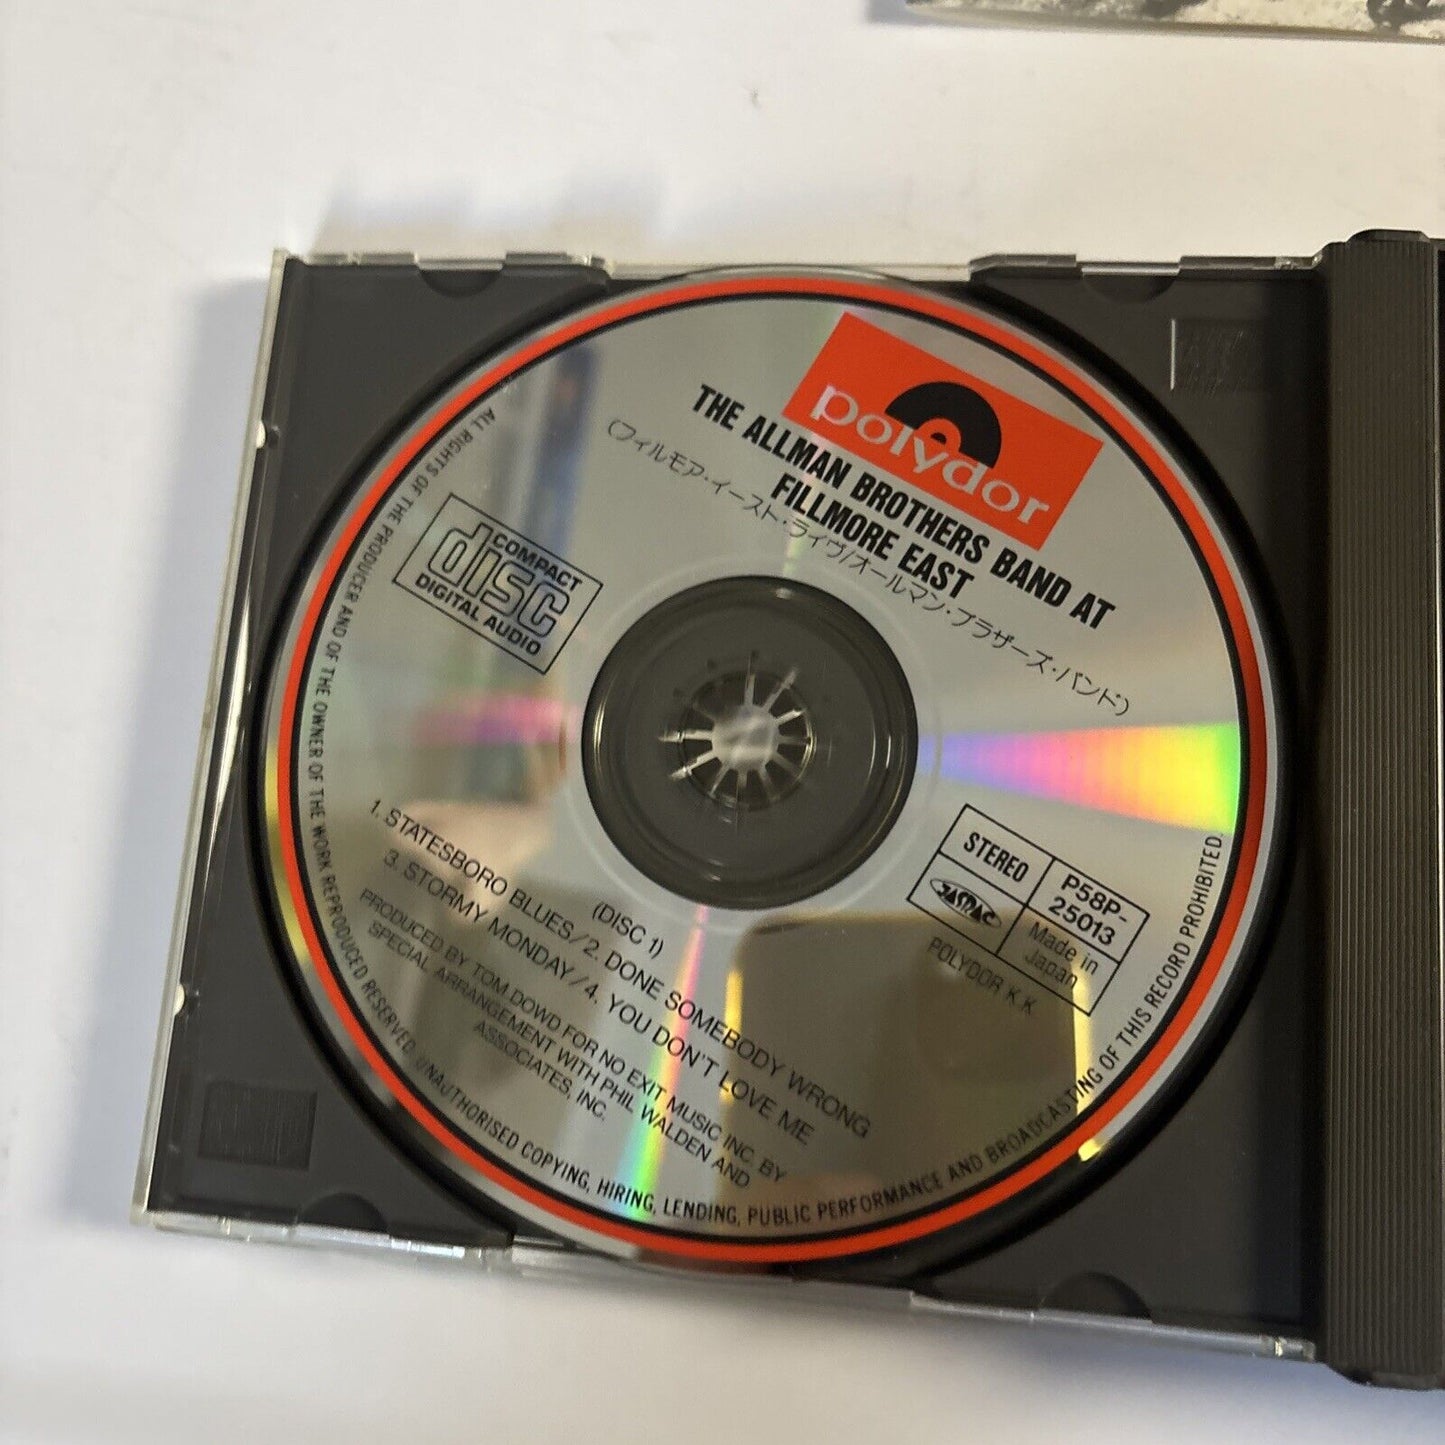 polydor
THE ALLMAN BROTHERS BAND AT
FILLMORE EAST
(フィルモア・イースト・ライヴ/オールマン・ブラザーズ・バンド)
COMPACT
disc
DIGITAL AUDIO
STEREO
P58P-
25013
JASRAC
Made in
Japan
POLYDOR K.K.
(DISC 1)
1. STATESBORO BLUES/2. DONE SOMEBODY WRONG
3. STORMY MONDAY/4. YOU DON'T LOVE ME
PRODUCED BY TOM DOWD FOR NO EXIT MUSIC INC. BY
SPECIAL ARRANGEMENT WITH PHIL WALDEN AND
ASSOCIATES, INC.
ALL RIGHTS OF THE PRODUCER AND OF THE OWNER OF THE WORK REPRODUCED RESERVED. UNAUTHORISED COPYING, HIRING, LENDING, PUBLIC PERFORMANCE AND BROADCASTING OF THIS RECORD PROHIBITED.